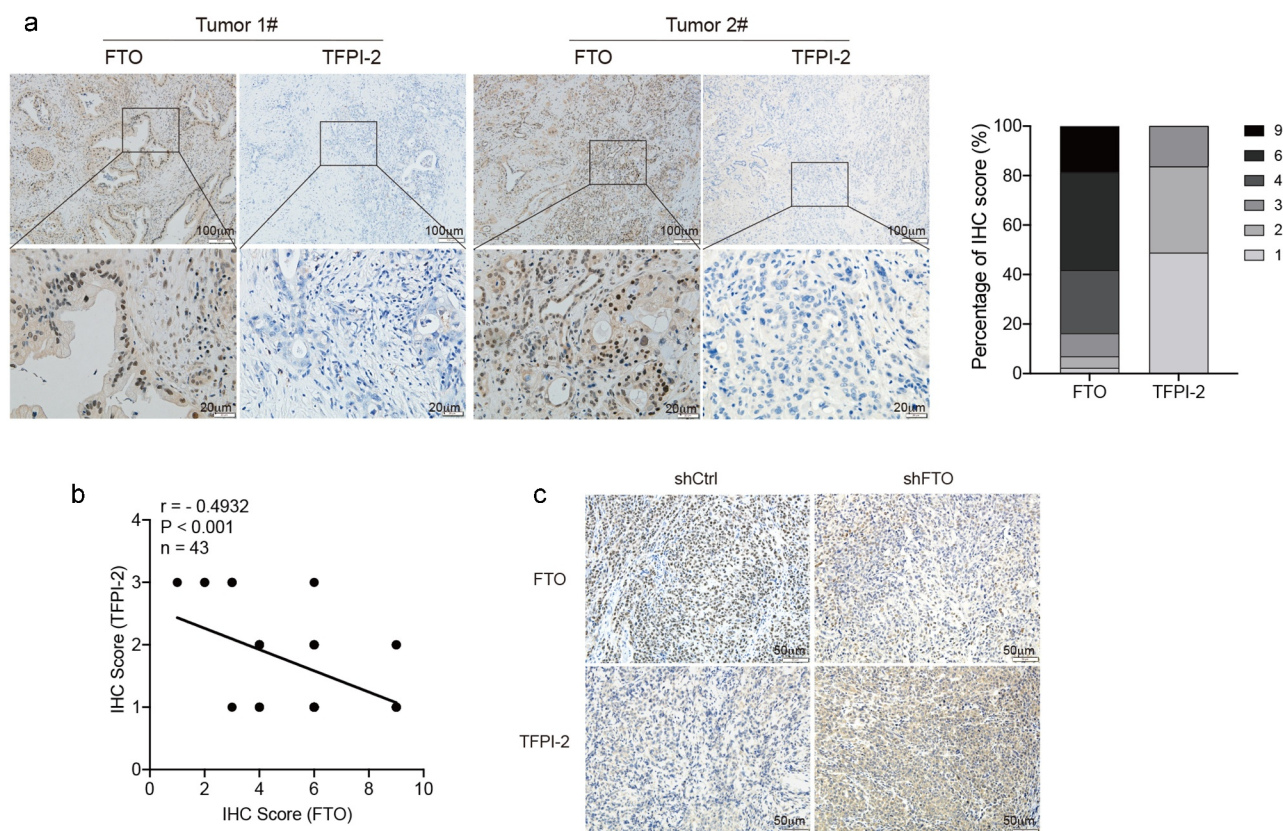 a
Tumor 1#
Tumor 2#
FTO
TFPI-2
FTO
TFPI-2
100μm
100μm
100μm
100μm
20μm
20μm
20μm
20μm
Percentage of IHC score (%)
100
80
60
40
20
0
FTO
TFPI-2
9
6
4
3
2
1
b
r = - 0.4932
P < 0.001
n = 43
IHC Score (TFPI-2)
4
3
2
1
0
0
2
4
6
8
10
IHC Score (FTO)
c
shCtrl
shFTO
FTO
TFPI-2
50μm
50μm
50μm
50μm